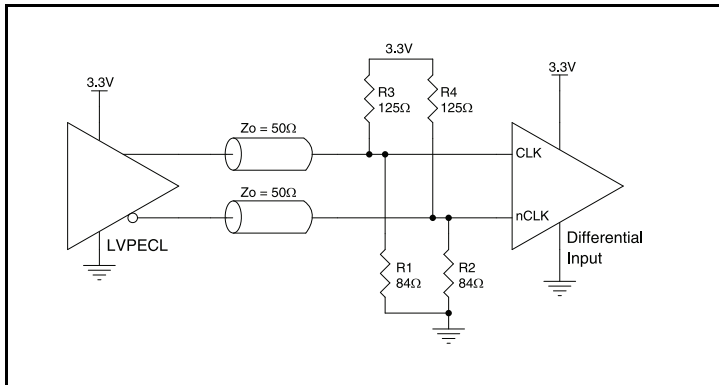 3.3V
3.3V
3.3V
R3
125Ω
R4
125Ω
Zo = 50Ω
CLK
Zo = 50Ω
nCLK
LVPECL
Differential
Input
R1
84Ω
R2
84Ω